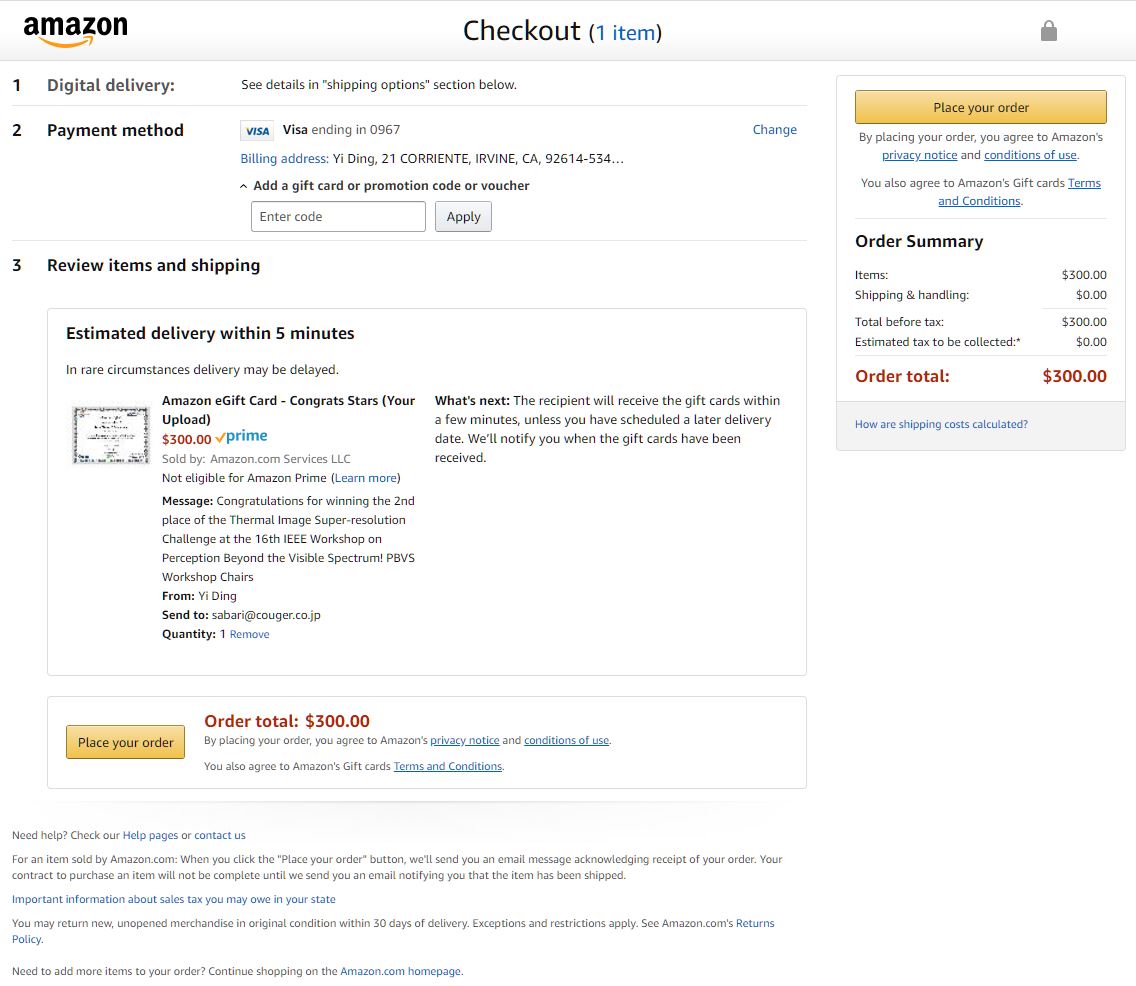 amazon
Checkout (1 item)
1 Digital delivery: See details in "shipping options" section below.
2 Payment method
VISA Visa ending in 0967 Change
Billing address: Yi Ding, 21 CORRIENTE, IRVINE, CA, 92614-534...
Add a gift card or promotion code or voucher
Enter code Apply
3 Review items and shipping
Estimated delivery within 5 minutes
In rare circumstances delivery may be delayed.
Amazon eGift Card - Congrats Stars (Your
Upload)
$300.00 prime
Sold by: Amazon.com Services LLC
Not eligible for Amazon Prime (Learn more)
Message: Congratulations for winning the 2nd
place of the Thermal Image Super-resolution
Challenge at the 16th IEEE Workshop on
Perception Beyond the Visible Spectrum! PBVS
Workshop Chairs
From: Yi Ding
Send to: sabari@couger.co.jp
Quantity: 1 Remove
What's next: The recipient will receive the gift cards within
a few minutes, unless you have scheduled a later delivery
date. We'll notify you when the gift cards have been
received.
Place your order
Order total: $300.00
By placing your order, you agree to Amazon's privacy notice and conditions of use.
You also agree to Amazon's Gift cards Terms and Conditions.
Place your order
By placing your order, you agree to Amazon's
privacy notice and conditions of use.
You also agree to Amazon's Gift cards Terms
and Conditions.
Order Summary
Items: $300.00
Shipping & handling: $0.00
Total before tax: $300.00
Estimated tax to be collected:* $0.00
Order total: $300.00
How are shipping costs calculated?
Need help? Check our Help pages or contact us
For an item sold by Amazon.com: When you click the "Place your order" button, we'll send you an email message acknowledging receipt of your order. Your
contract to purchase an item will not be complete until we send you an email notifying you that the item has been shipped.
Important information about sales tax you may owe in your state
You may return new, unopened merchandise in original condition within 30 days of delivery. Exceptions and restrictions apply. See Amazon.com's Returns
Policy.
Need to add more items to your order? Continue shopping on the Amazon.com homepage.